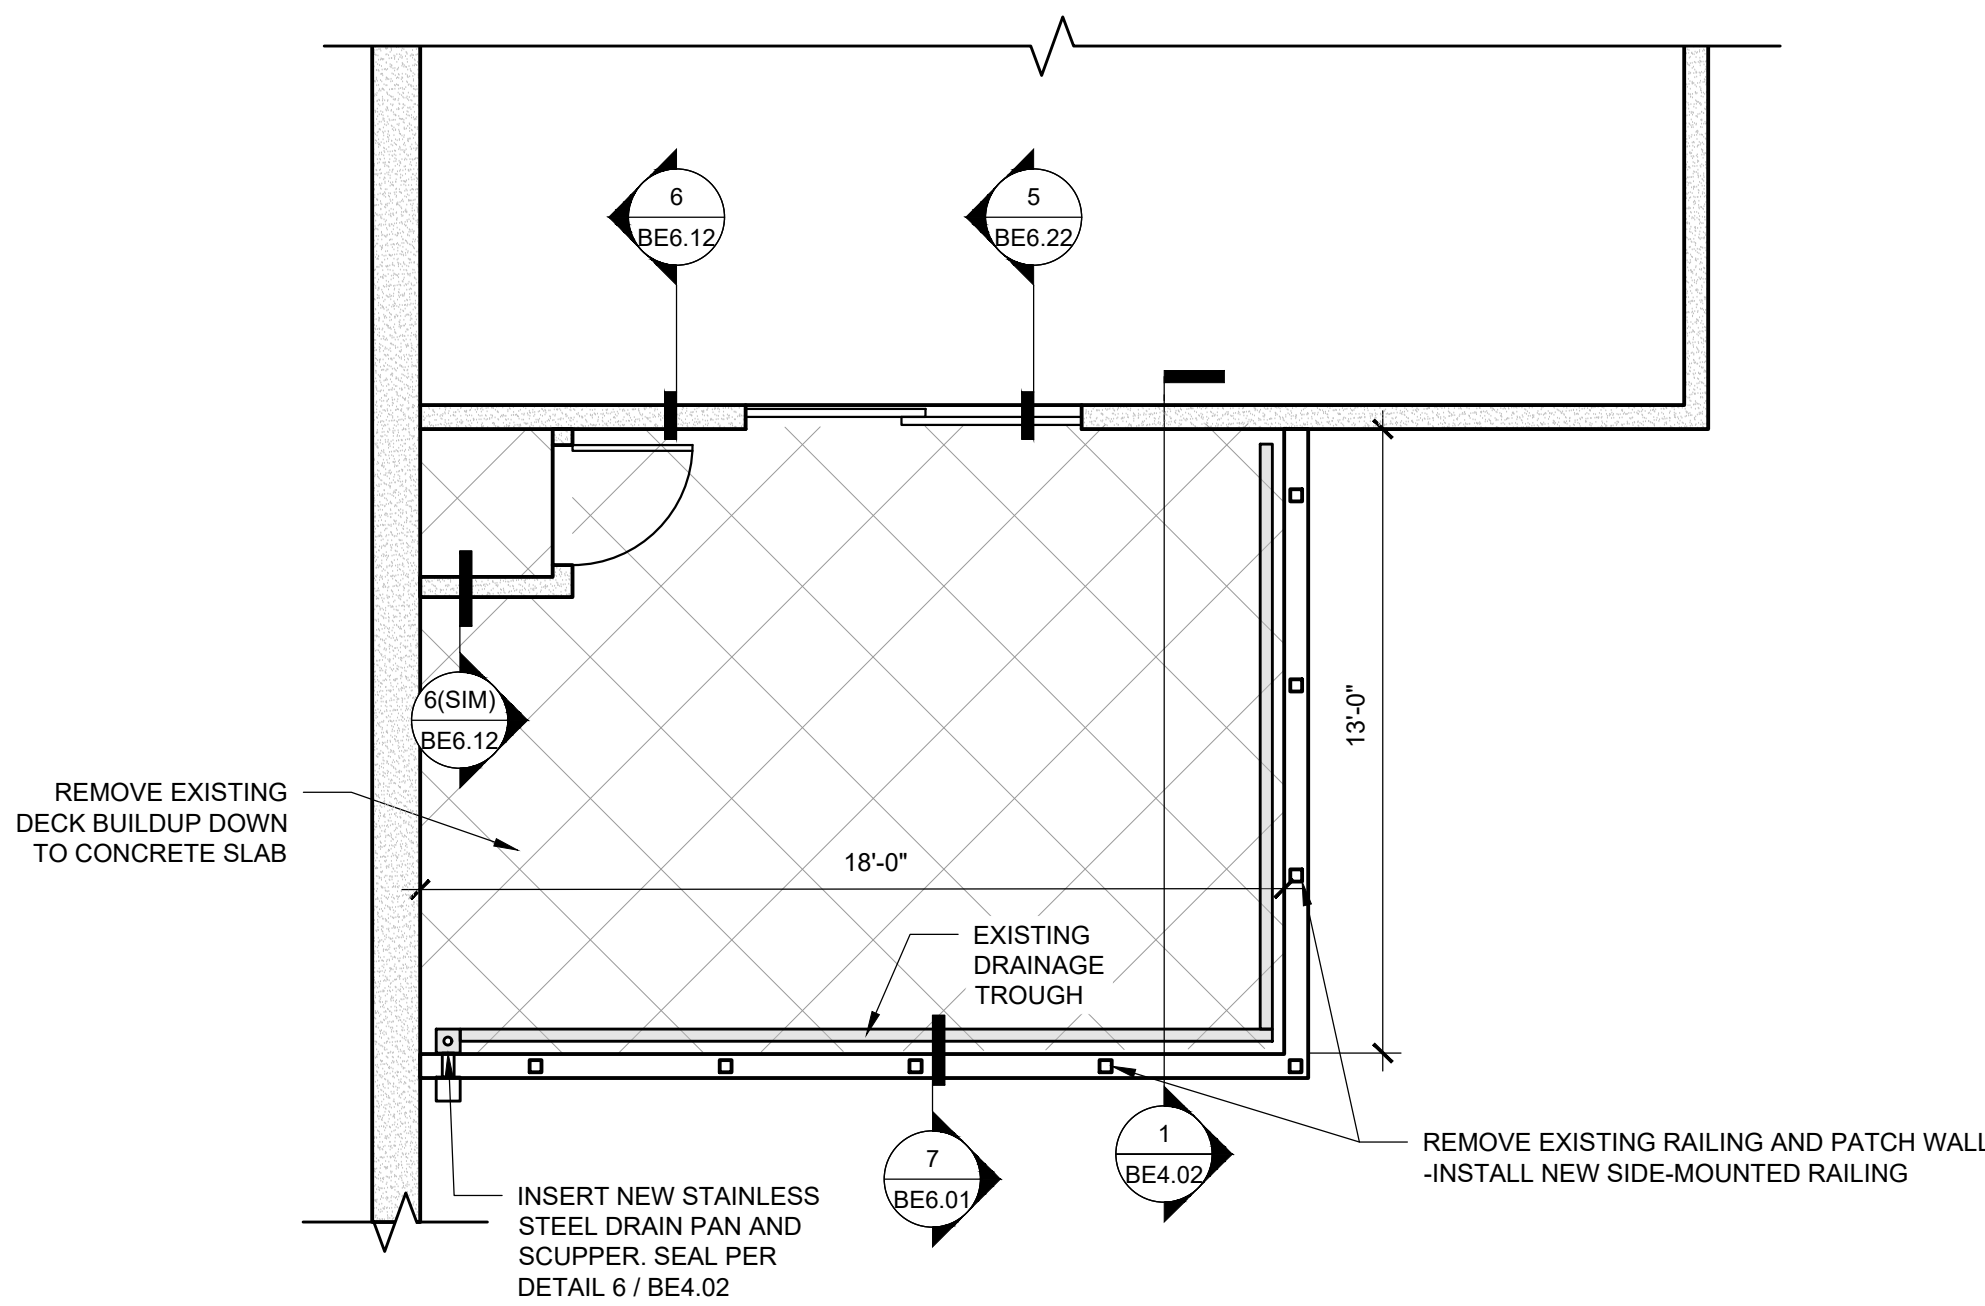 6
BE6.12
5
BE6.22
6(SIM)
BE6.12
13'-0"
REMOVE EXISTING
DECK BUILDUP DOWN
TO CONCRETE SLAB
18'-0"
EXISTING
DRAINAGE
TROUGH
1
BE4.02
7
BE6.01
REMOVE EXISTING RAILING AND PATCH WALL
-INSTALL NEW SIDE-MOUNTED RAILING
INSERT NEW STAINLESS
STEEL DRAIN PAN AND
SCUPPER. SEAL PER
DETAIL 6 / BE4.02